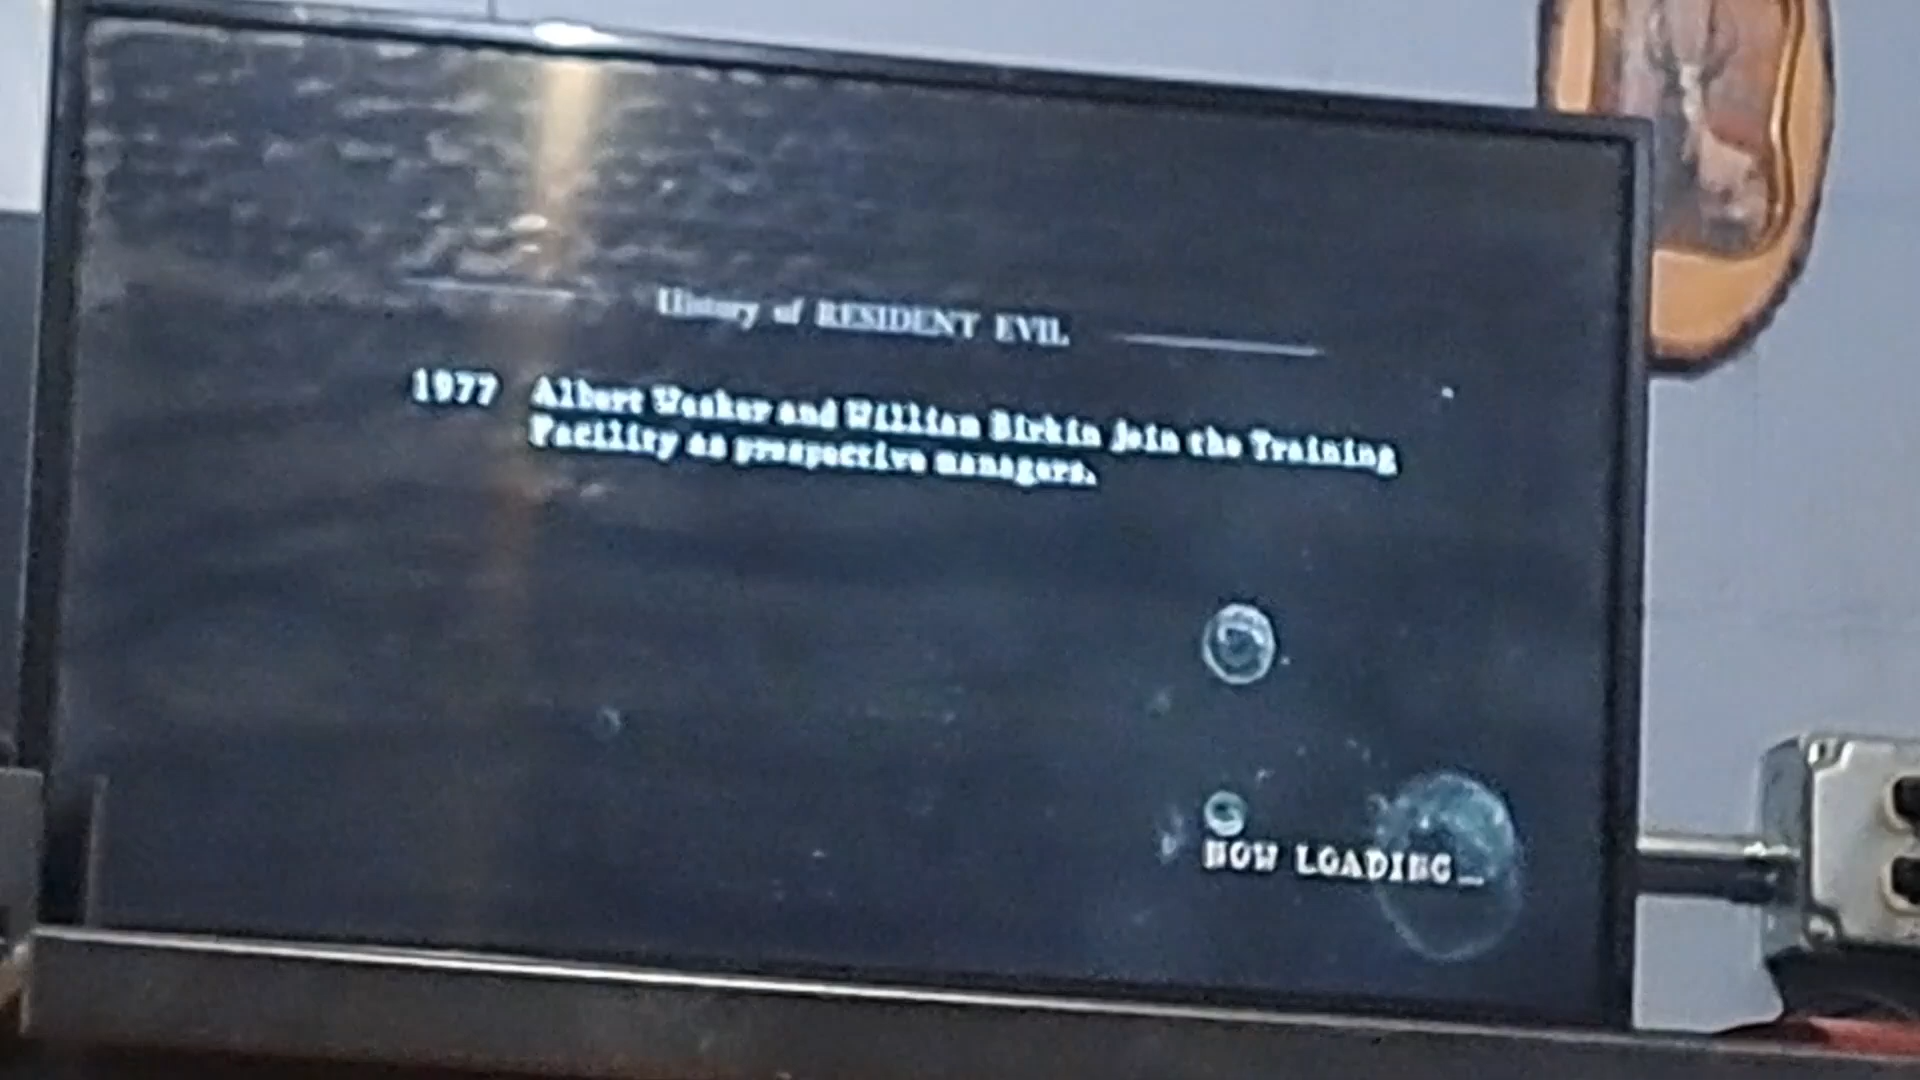 History of RESIDENT EVIL
1977 Albert Wesker and William Birkin join the Training
Facility as prospective managers.
NOW LOADING...